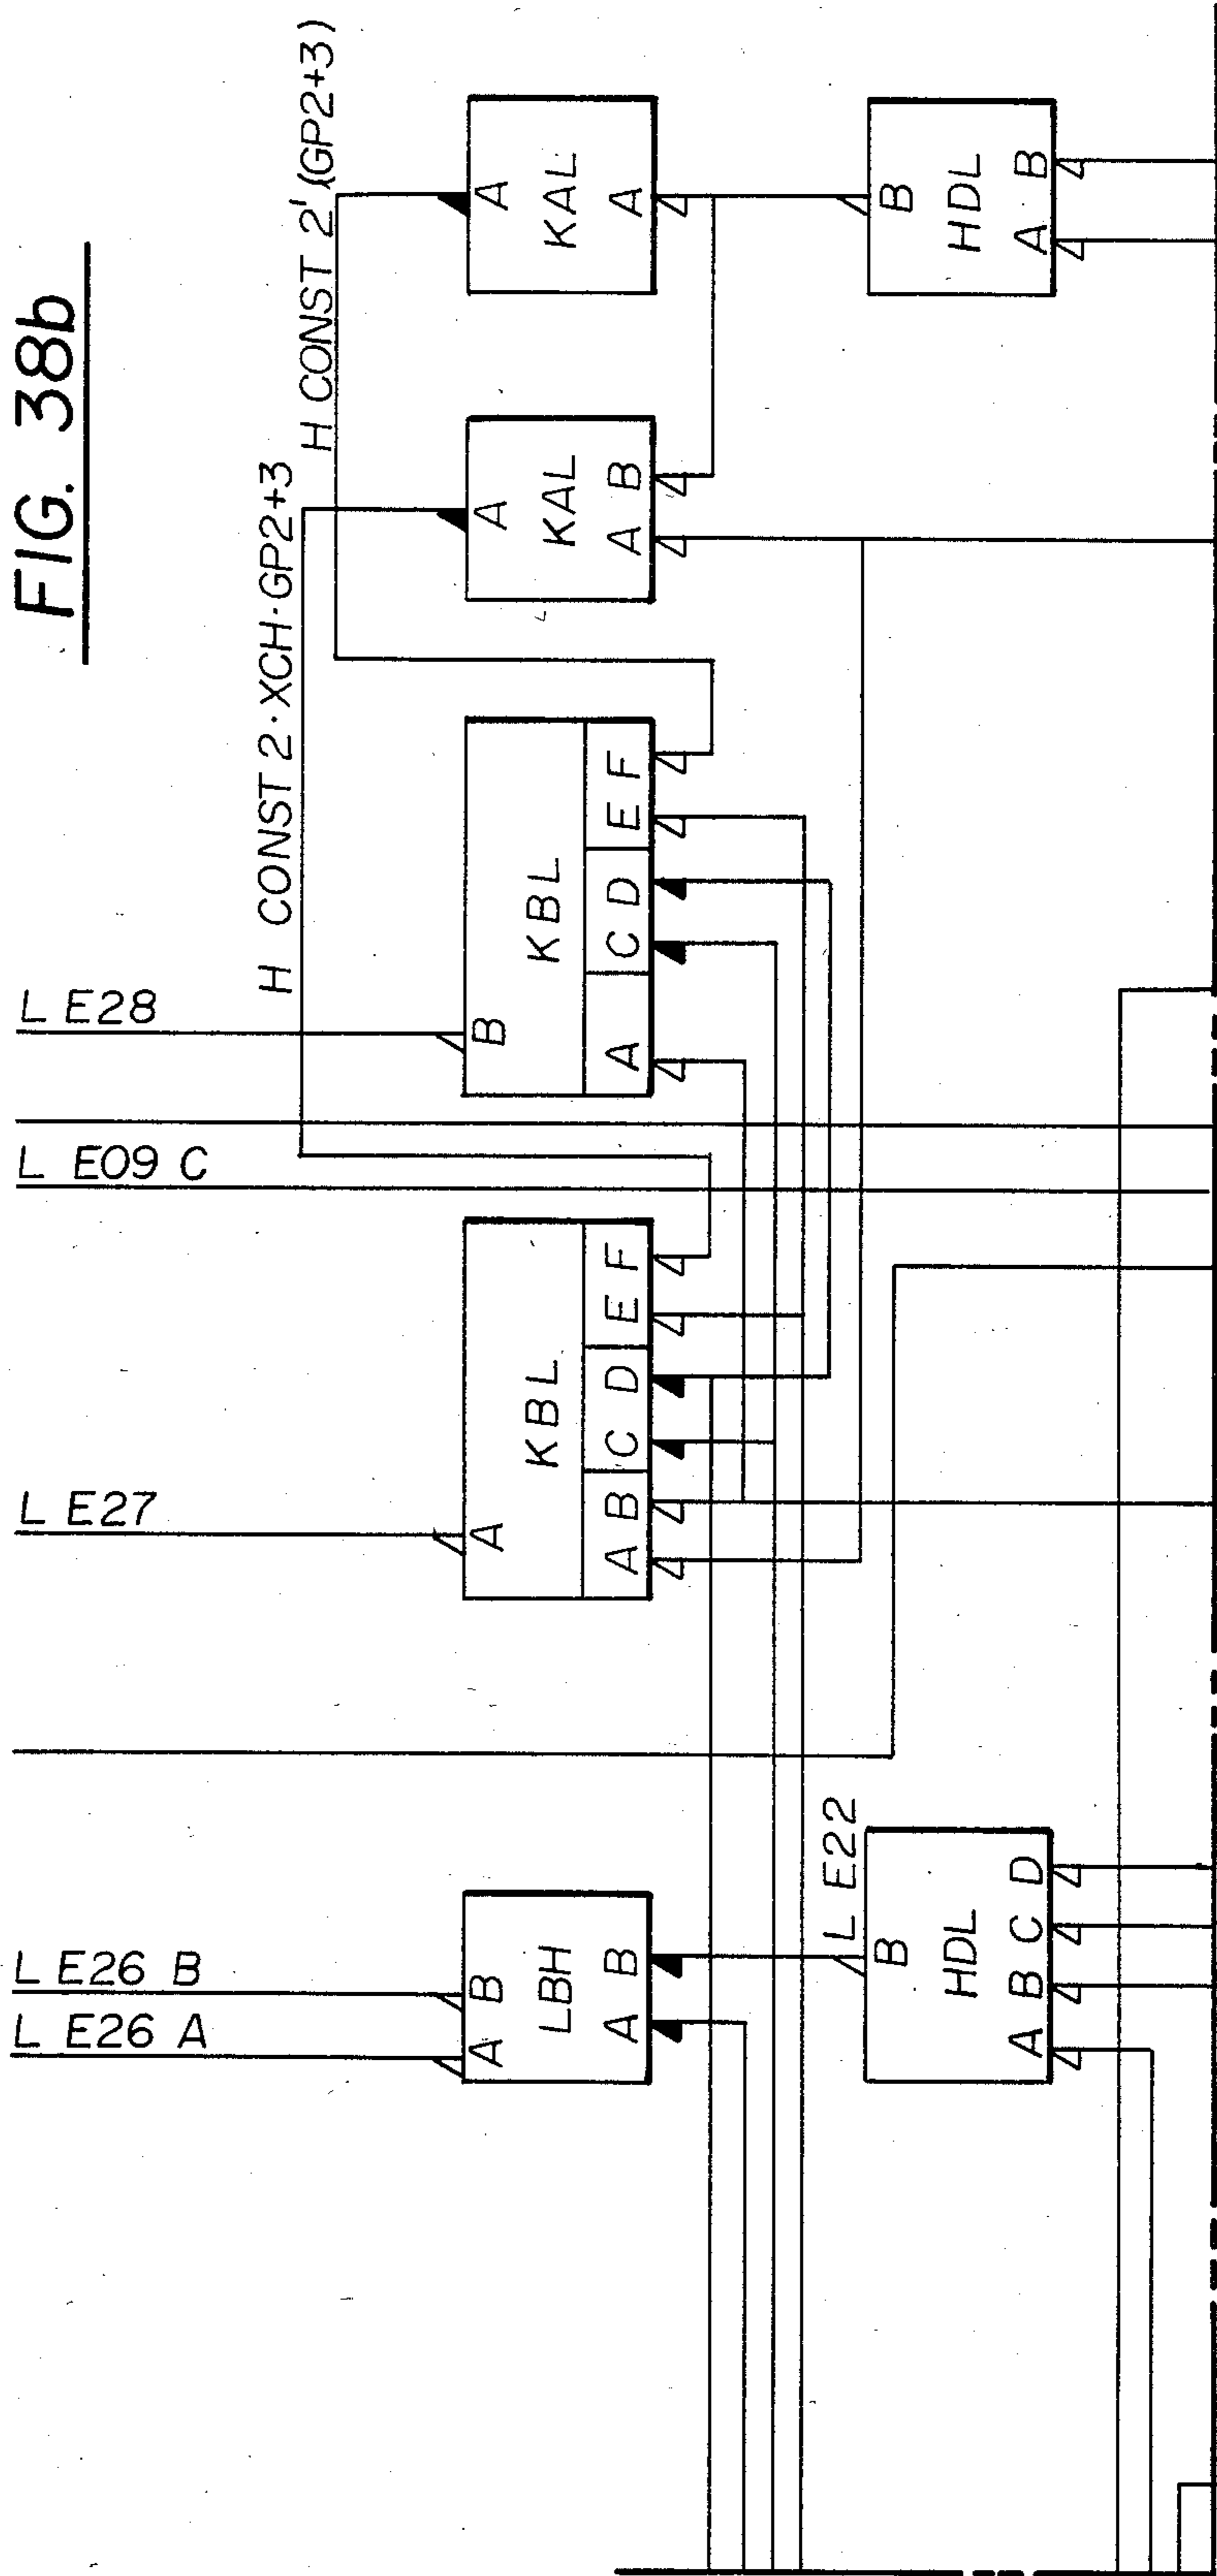 FIG. 38b
H CONST 2' (GP2+3)
H CONST 2·XCH·GP2+3
L E28
L E09 C
L E27
L E26 B
L E26 A
A
KAL
A
A
KAL
A B
B
KBL
A C D E F
A
KBL
A B C D E F
A B
LBH
A B
B
HDL
A B
L E22
B
HDL
A B C D